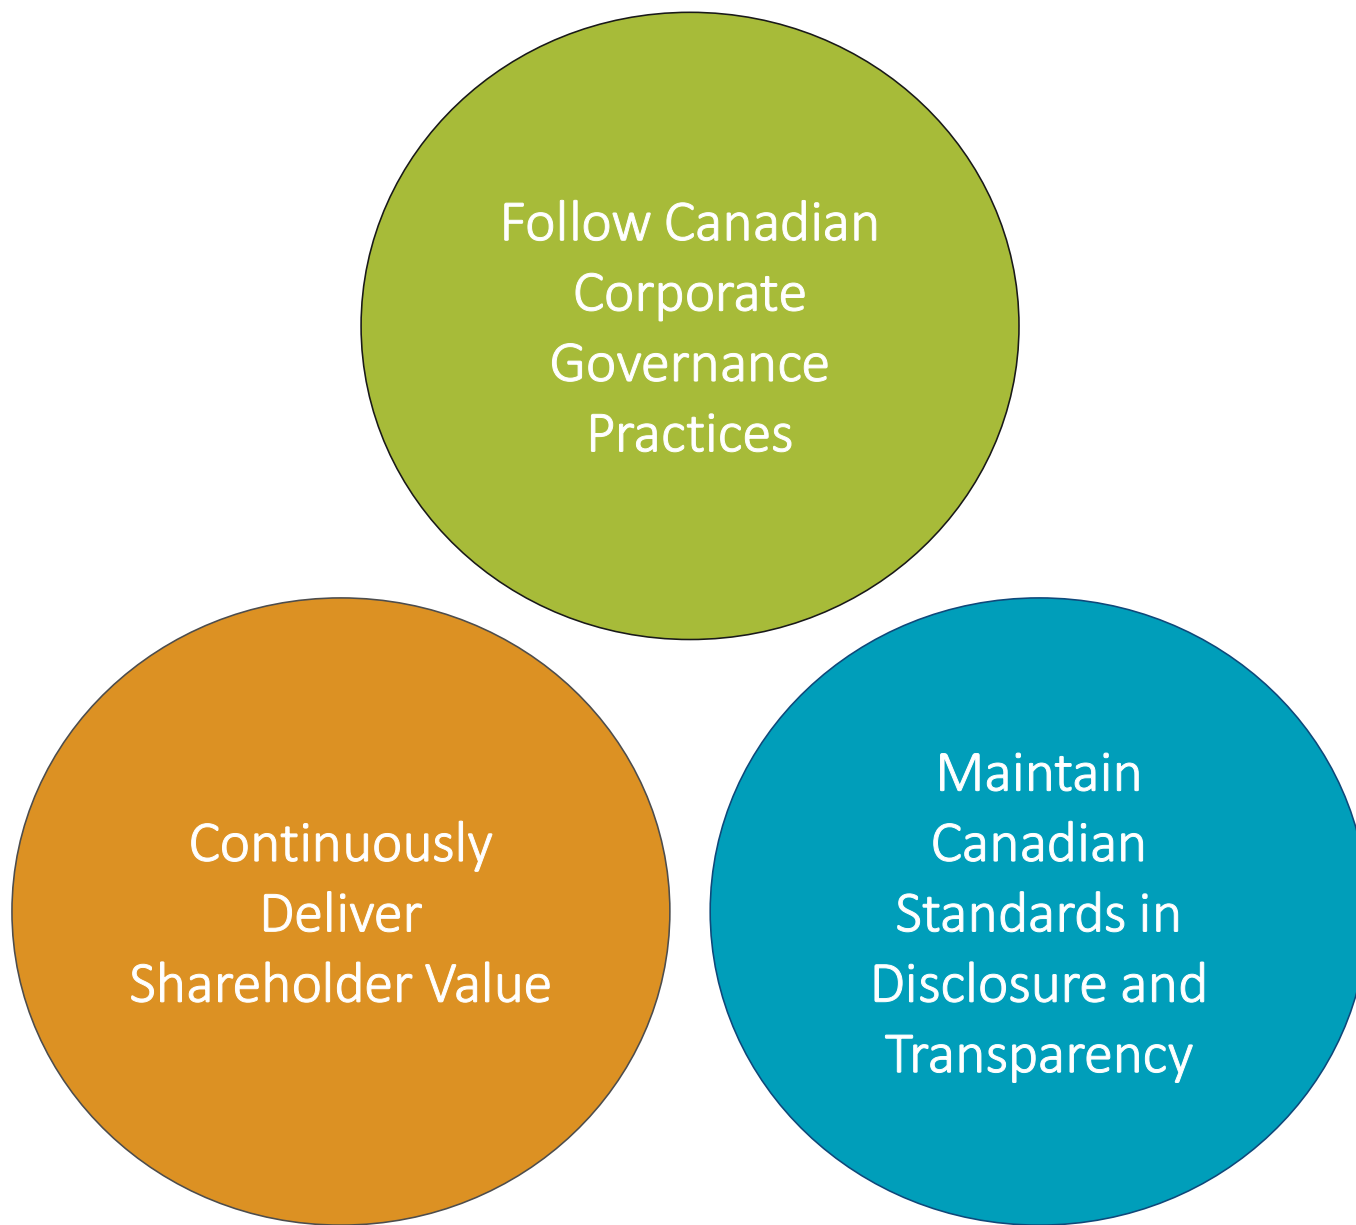 Follow Canadian
Corporate
Governance
Practices
Continuously
Deliver
Shareholder Value
Maintain
Canadian
Standards in
Disclosure and
Transparency